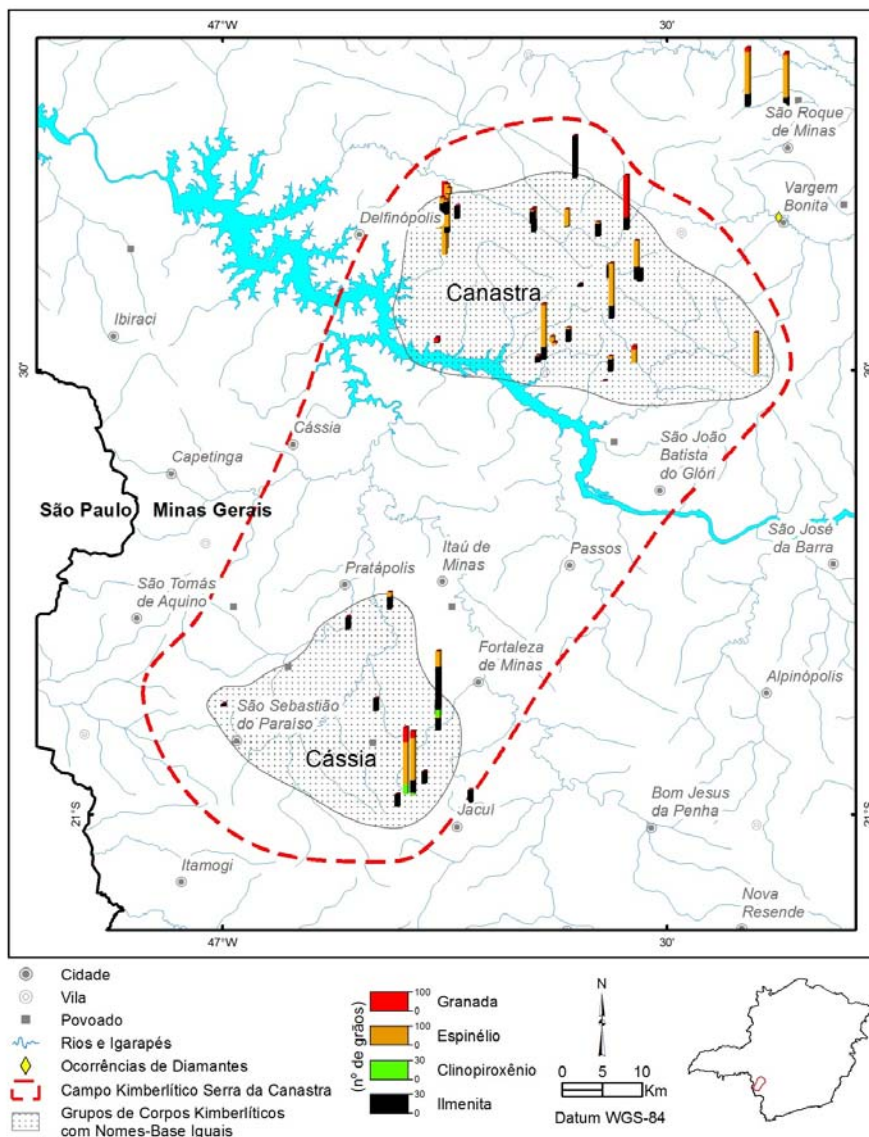 47°W
30'
São Roque
de Minas
Vargem
Bonita
Delfinópolis
Canastra
Ibiraci
30'
30'
Cássia
São João
Batista
do Glóri
Capetinga
São Paulo
Minas Gerais
São José
da Barra
Passos
Itaú de
Minas
Pratápolis
São Tomás
de Aquino
Fortaleza
de Minas
Alpinópolis
São Sebastião
do Paraíso
Cássia
Bom Jesus
da Penha
21°S
21°S
Jacuí
Itamogi
Nova
Resende
47°W
30'
Cidade
Vila
Povoado
Rios e Igarapés
Ocorrências de Diamantes
Campo Kimberlítico Serra da Canastra
Grupos de Corpos Kimberlíticos
com Nomes-Base Iguais
(nº de grãos)
100
0
Granada
100
0
Espinélio
30
0
Clinopiroxênio
30
0
Ilmenita
N
0 5 10
Km
Datum WGS-84